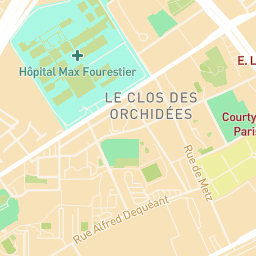 E. L
Hôpital Max Fourestier
LE CLOS DES
ORCHIDÉES
Courty
Paris
Rue de Metz
Rue Alfred Dequéant